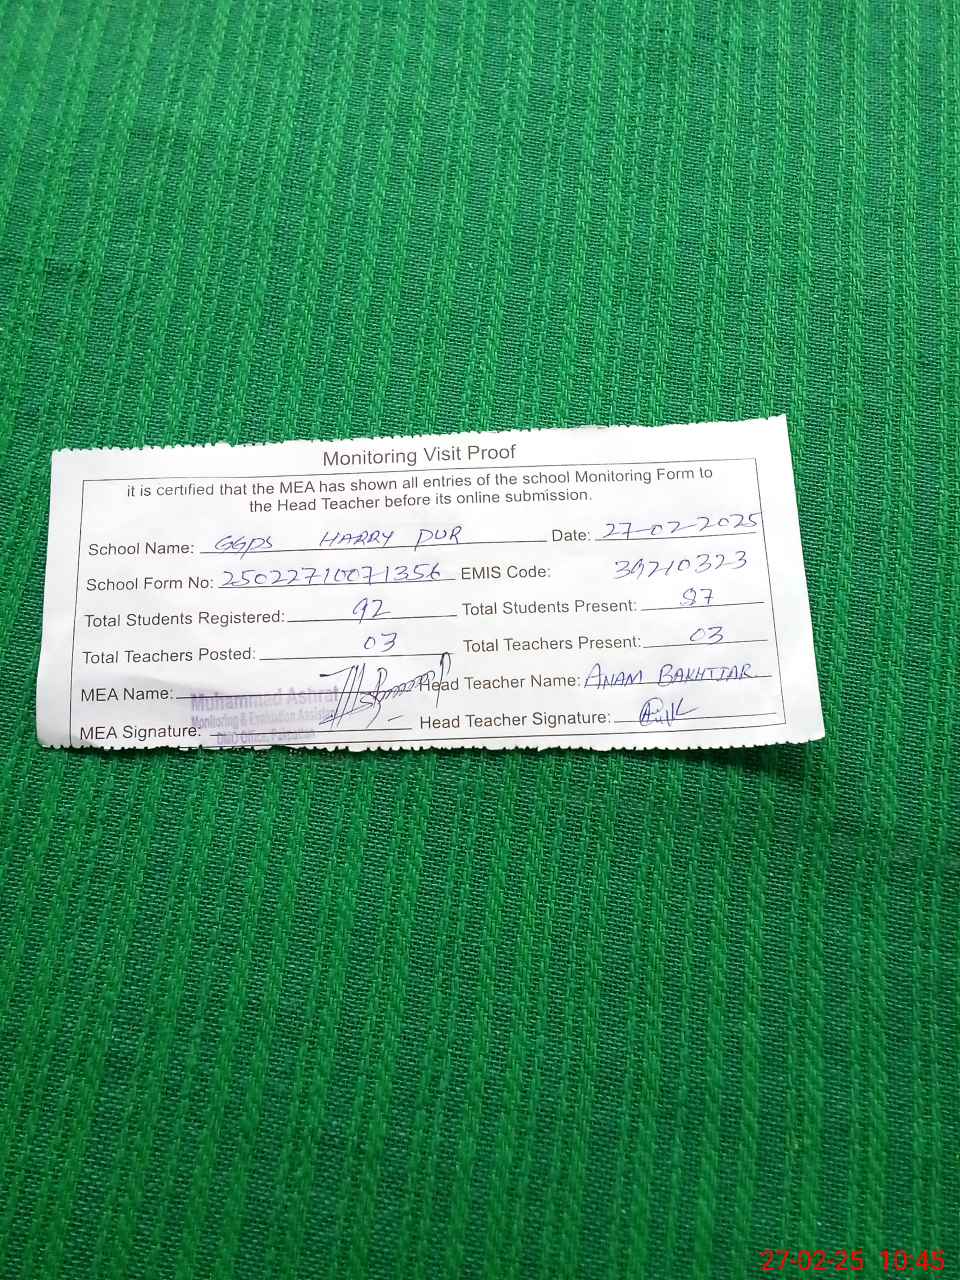 Monitoring Visit Proof
it is certified that the MEA has shown all entries of the school Monitoring Form to
the Head Teacher before its online submission.
School Name: GGPS HARRY PUR Date: 27-02-2025
School Form No: 25022710071356 EMIS Code: 39210323
Total Students Registered: 92 Total Students Present: 87
Total Teachers Posted: 03 Total Teachers Present: 03
MEA Name: Muhammad Ashraf Head Teacher Name: ANAM BAKHTIAR
Monitoring & Evaluation Assistant
MEA Signature: Head Teacher Signature:
27-02-25 10:45